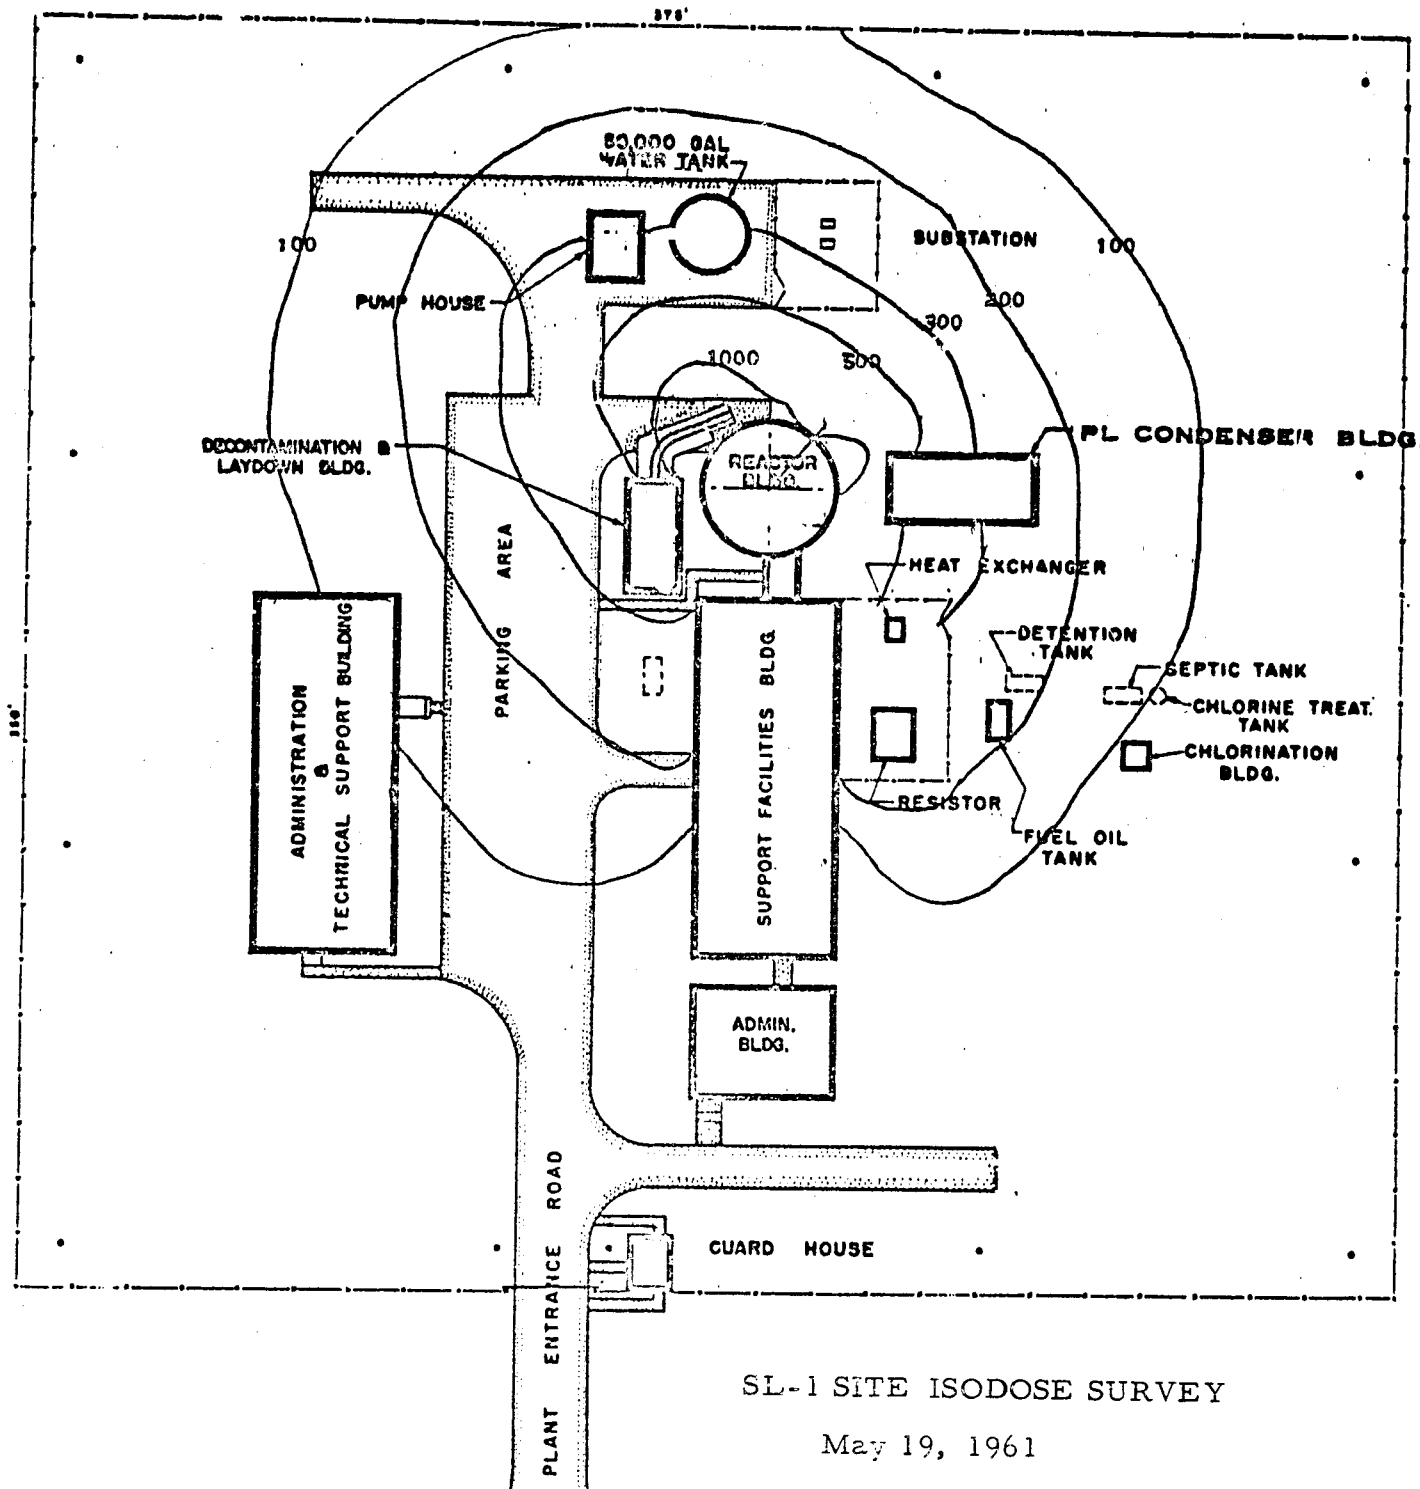 375'
80,000 GAL
WATER TANK
100
SUBSTATION
100
PUMP HOUSE
200
300
1000
500
PL CONDENSER BLDG
DECONTAMINATION &
LAYDOWN BLDG.
REACTOR
BLDG.
PARKING AREA
HEAT EXCHANGER
DETENTION
TANK
SEPTIC TANK
CHLORINE TREAT.
TANK
CHLORINATION
BLDG.
ADMINISTRATION
&
TECHNICAL SUPPORT BUILDING
SUPPORT FACILITIES BLDG.
RESISTOR
FUEL OIL
TANK
ADMIN.
BLDG.
GUARD HOUSE
PLANT ENTRANCE ROAD
SL-1 SITE ISODOSE SURVEY
May 19, 1961